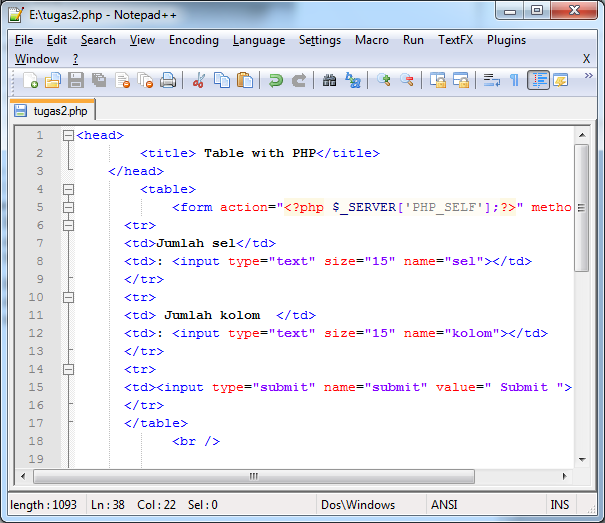 E:\tugas2.php - Notepad++
File Edit Search View Encoding Language Settings Macro Run TextFX Plugins
Window ? X
tugas2.php
1 <head>
2 <title> Table with PHP</title>
3 </head>
4 <table>
5 <form action="<?php $_SERVER['PHP_SELF'];?>" metho
6 <tr>
7 <td>Jumlah sel</td>
8 <td>: <input type="text" size="15" name="sel"></td>
9 </tr>
10 <tr>
11 <td> Jumlah kolom  </td>
12 <td>: <input type="text" size="15" name="kolom"></td>
13 </tr>
14 <tr>
15 <td><input type="submit" name="submit" value=" Submit ">
16 </tr>
17 </table>
18 <br />
19
length : 1093 Ln : 38 Col : 22 Sel : 0 Dos\Windows ANSI INS